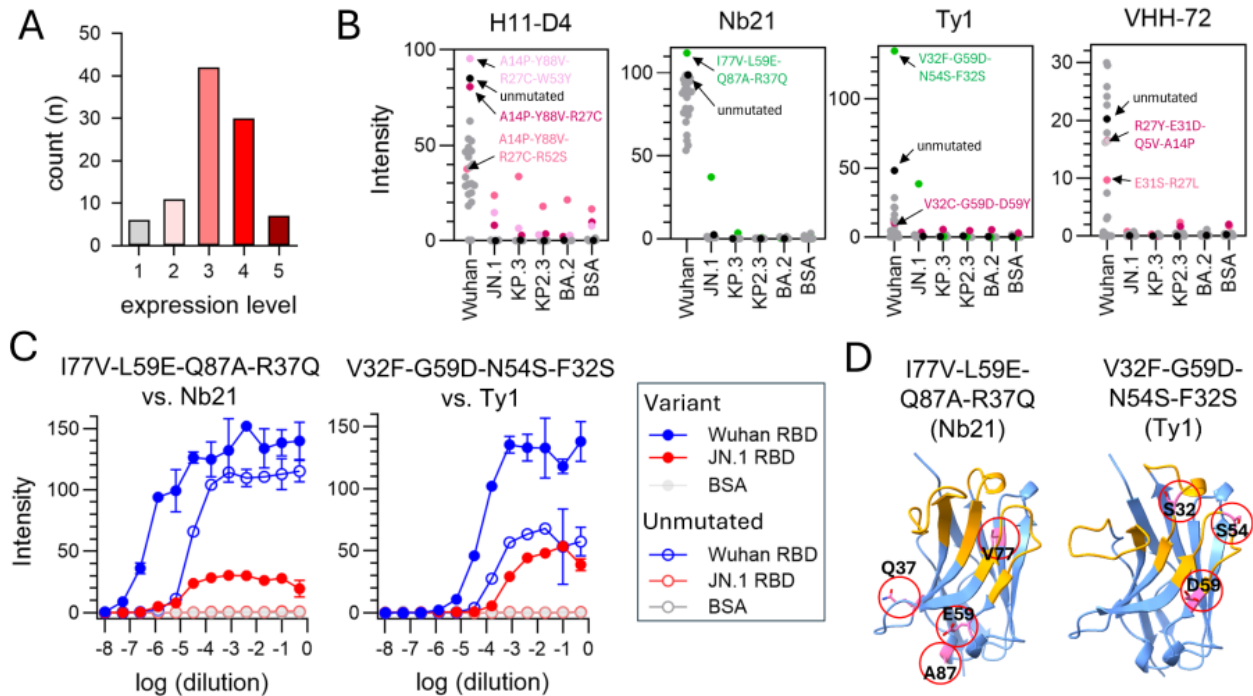 A
count (n)
50
40
30
20
10
0
1 2 3 4 5
expression level
B
Intensity
H11-D4
100
50
0
A14P-Y88V-
R27C-W53Y
unmutated
A14P-Y88V-R27C
A14P-Y88V-
R27C-R52S
Wuhan
JN.1
KP.3
KP2.3
BA.2
BSA
Nb21
100
50
0
I77V-L59E-
Q87A-R37Q
unmutated
Wuhan
JN.1
KP.3
KP2.3
BA.2
BSA
Ty1
100
50
0
V32F-G59D-
N54S-F32S
unmutated
V32C-G59D-D59Y
Wuhan
JN.1
KP.3
KP2.3
BA.2
BSA
VHH-72
30
20
10
0
unmutated
R27Y-E31D-
Q5V-A14P
E31S-R27L
Wuhan
JN.1
KP.3
KP2.3
BA.2
BSA
C
I77V-L59E-Q87A-R37Q
vs. Nb21
Intensity
150
100
50
0
-8 -7 -6 -5 -4 -3 -2 -1 0
log (dilution)
V32F-G59D-N54S-F32S
vs. Ty1
150
100
50
0
-8 -7 -6 -5 -4 -3 -2 -1 0
log (dilution)
Variant
Wuhan RBD
JN.1 RBD
BSA
Unmutated
Wuhan RBD
JN.1 RBD
BSA
D
I77V-L59E-
Q87A-R37Q
(Nb21)
V77
Q37
E59
A87
V32F-G59D-
N54S-F32S
(Ty1)
S32
S54
D59